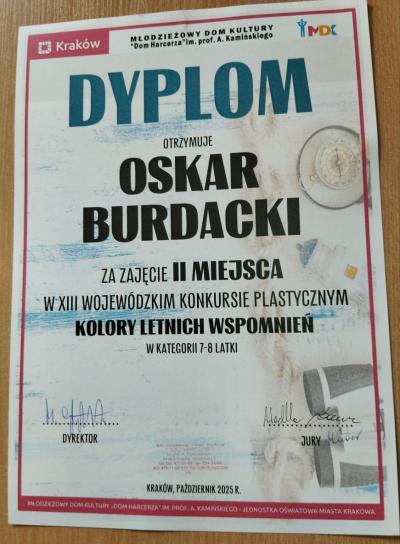 Kraków
MŁODZIEŻOWY DOM KULTURY
"Dom Harcerza"im. prof. A. Kamińskiego
MDK
DYPLOM
OTRZYMUJE
OSKAR
BURDACKI
ZA ZAJĘCIE II MIEJSCA
W XIII WOJEWÓDZKIM KONKURSIE PLASTYCZNYM
KOLORY LETNICH WSPOMNIEŃ
W KATEGORII 7-8 LATKI
DYREKTOR
JURY
KRAKÓW, PAŹDZIERNIK 2025 R.
MŁODZIEŻOWY DOM KULTURY „DOM HARCERZA" IM. PROF. A. KAMIŃSKIEGO - JEDNOSTKA OŚWIATOWA MIASTA KRAKOWA